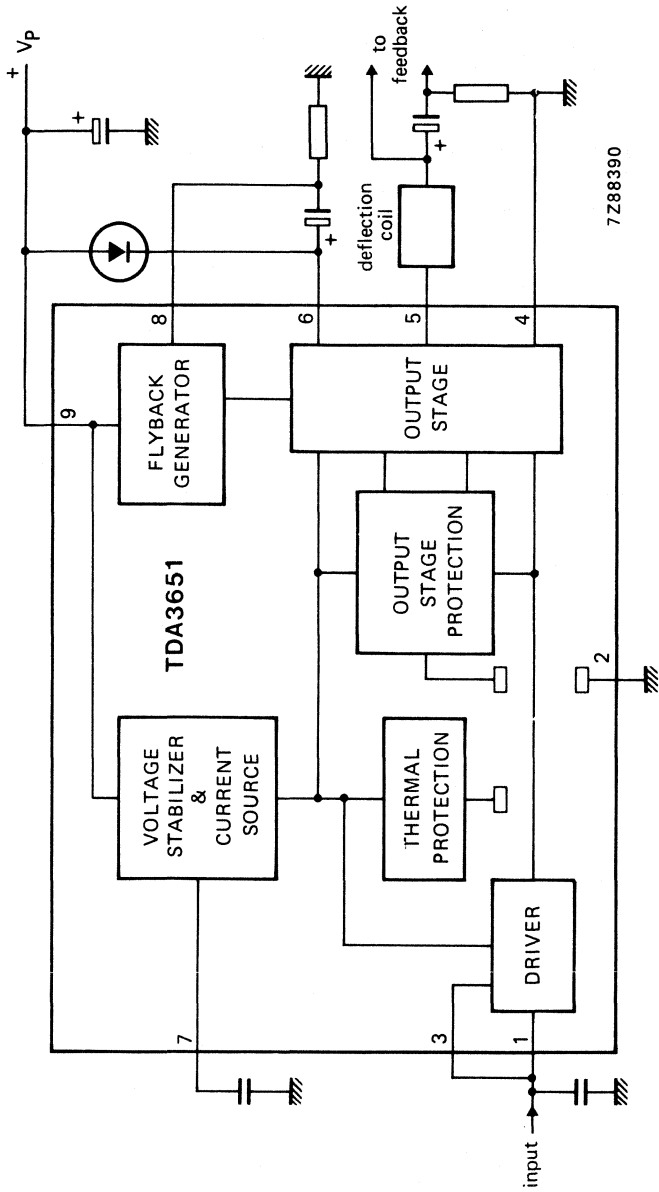 + Vp
+
9
8
6
5
4
+
+
to
feedback
deflection
coil
FLYBACK
GENERATOR
OUTPUT
STAGE
TDA3651
VOLTAGE
STABILIZER
&
CURRENT
SOURCE
OUTPUT
STAGE
PROTECTION
THERMAL
PROTECTION
2
DRIVER
7
3
1
input
7Z88390